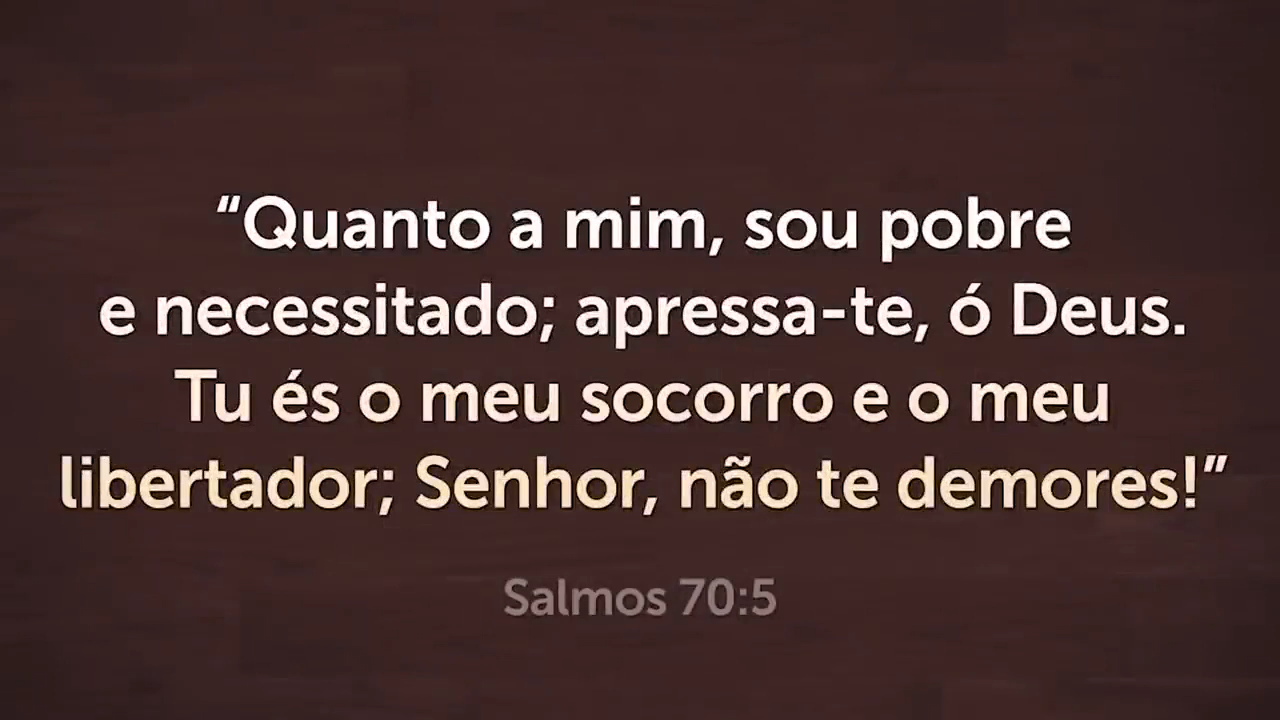 “Quanto a mim, sou pobre
e necessitado; apressa-te, ó Deus.
Tu és o meu socorro e o meu
libertador; Senhor, não te demores!”
Salmos 70:5